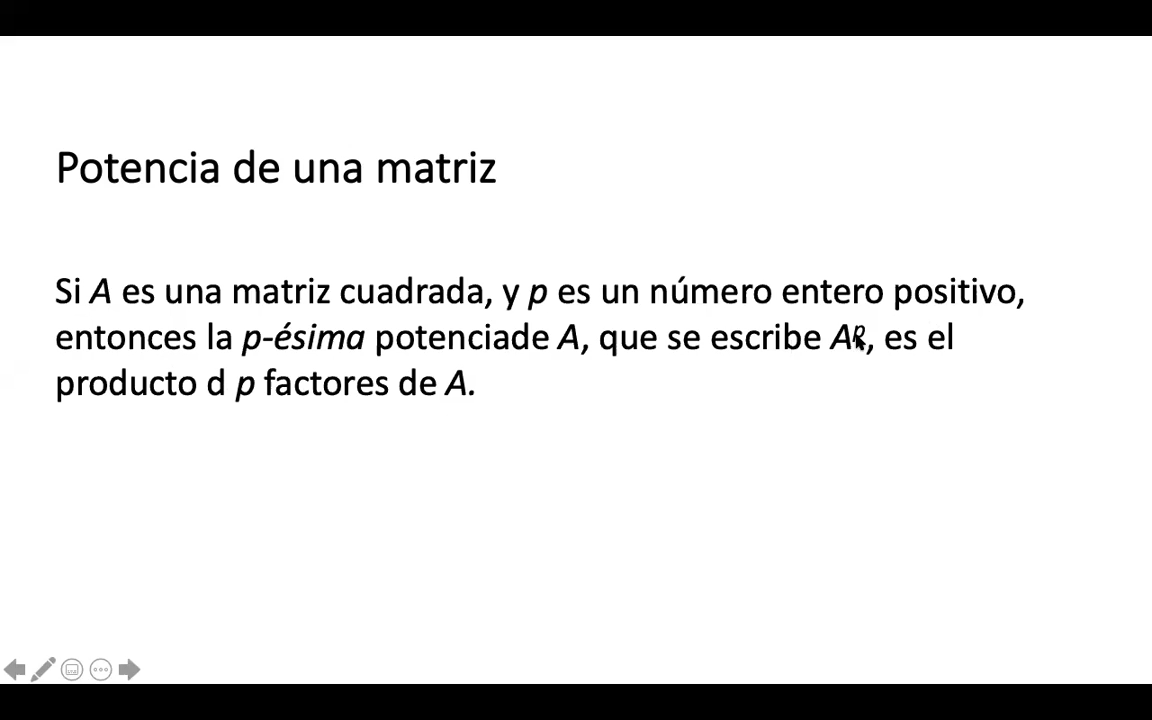 Potencia de una matriz
Si A es una matriz cuadrada, y p es un número entero positivo,
entonces la p-ésima potenciade A, que se escribe Aᵖ, es el
producto d p factores de A.